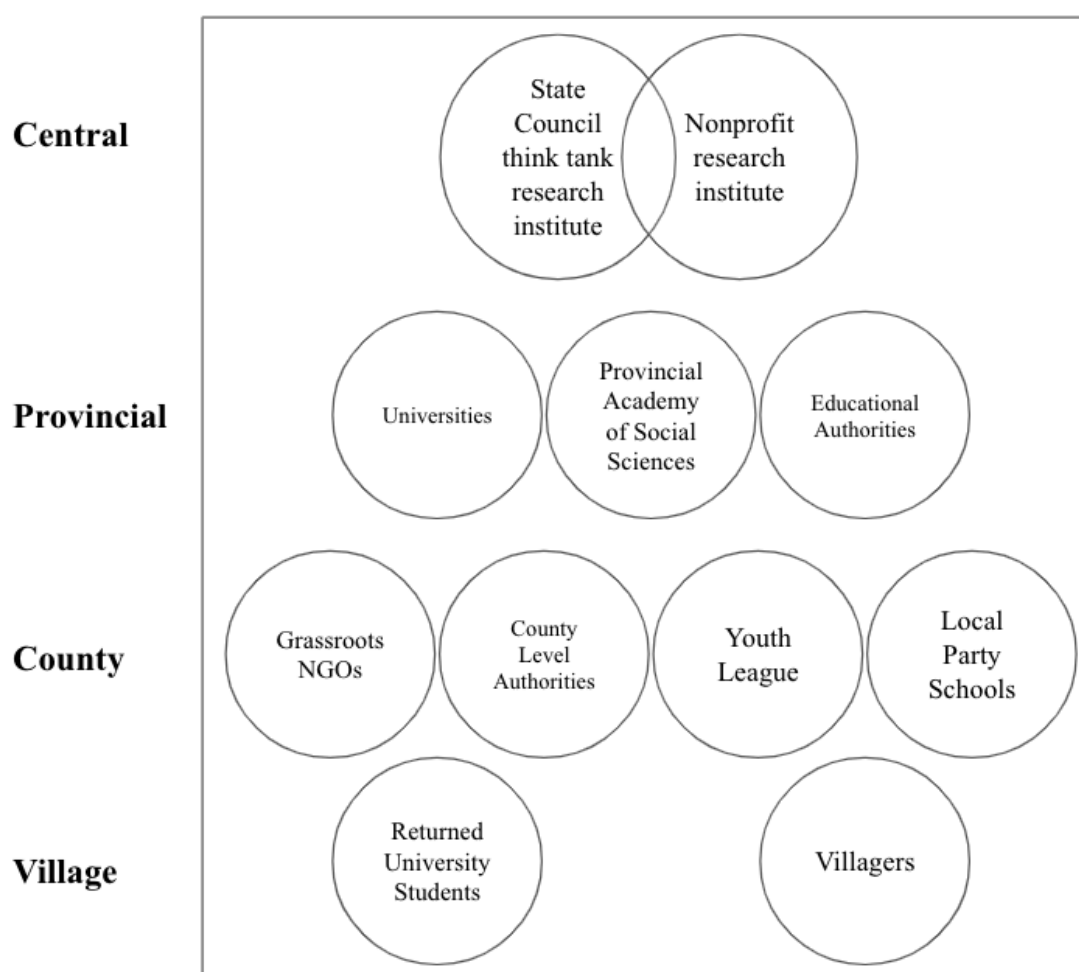 Central
State
Council
think tank
research
institute
Nonprofit
research
institute
Provincial
Universities
Provincial
Academy
of Social
Sciences
Educational
Authorities
County
Grassroots
NGOs
County
Level
Authorities
Youth
League
Local
Party
Schools
Village
Returned
University
Students
Villagers